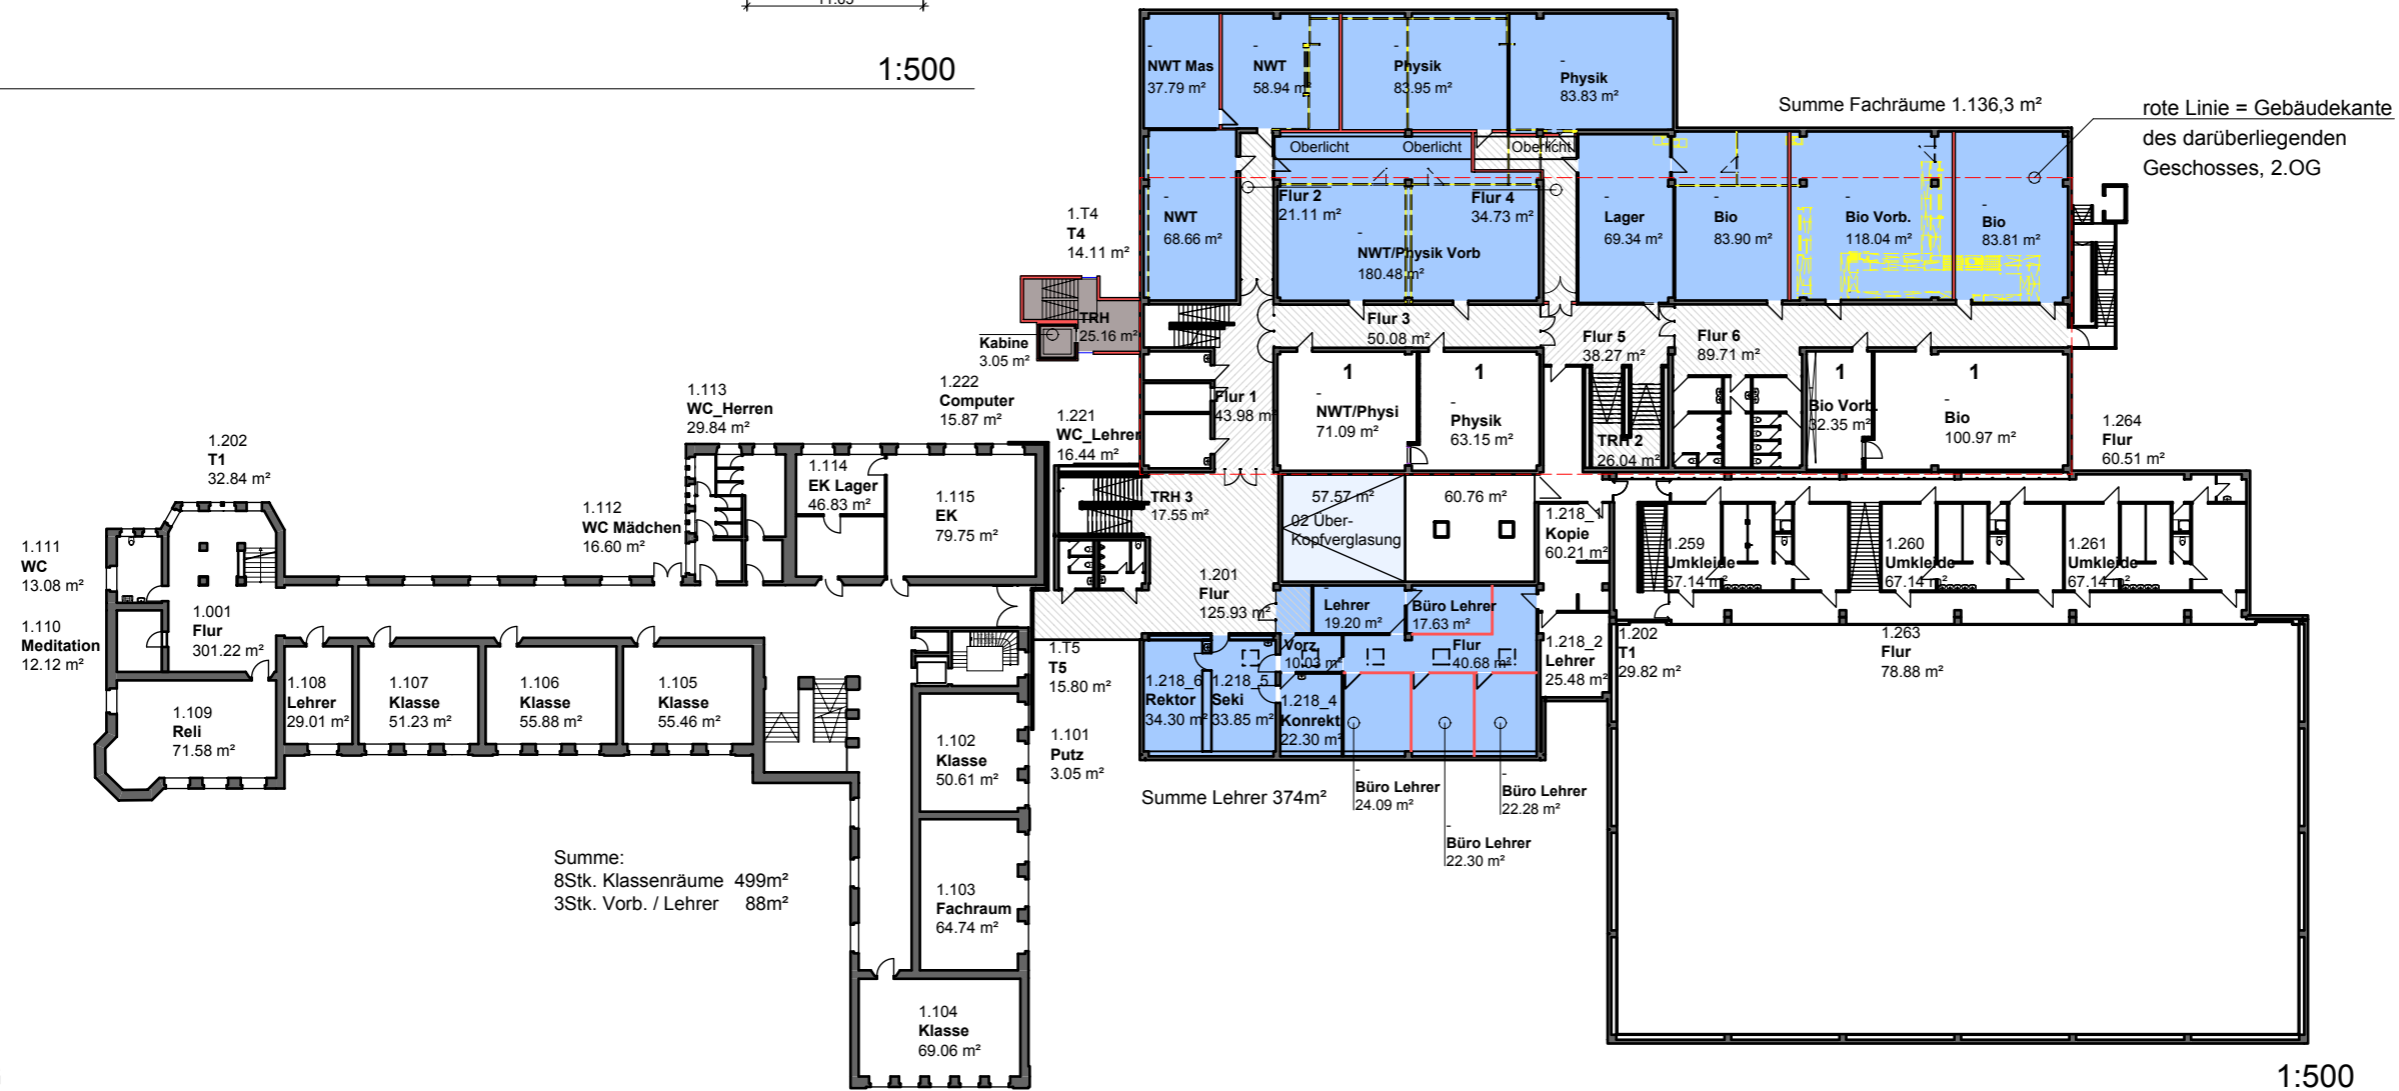 11.05
1:500
NWT Mas
37.79 m²
NWT
58.94 m²
Physik
83.95 m²
Physik
83.83 m²
Summe Fachräume 1.136,3 m²
rote Linie = Gebäudekante
des darüberliegenden
Geschosses, 2.OG
Oberlicht
Oberlicht
Oberlicht
1.T4
T4
14.11 m²
NWT
68.66 m²
Flur 2
21.11 m²
Flur 4
34.73 m²
NWT/Physik Vorb
180.48 m²
Lager
69.34 m²
Bio
83.90 m²
Bio Vorb.
118.04 m²
Bio
83.81 m²
TRH
25.16 m²
Kabine
3.05 m²
Flur 3
50.08 m²
Flur 5
38.27 m²
Flur 6
89.71 m²
Flur 1
43.98 m²
1
NWT/Physi
71.09 m²
1
Physik
63.15 m²
TRH 2
26.04 m²
1
Bio Vorb.
32.35 m²
1
Bio
100.97 m²
1.264
Flur
60.51 m²
1.113
WC_Herren
29.84 m²
1.222
Computer
15.87 m²
1.221
WC_Lehrer
16.44 m²
1.202
T1
32.84 m²
1.112
WC Mädchen
16.60 m²
1.114
EK Lager
46.83 m²
1.115
EK
79.75 m²
TRH 3
17.55 m²
57.57 m²
02 Über-
Kopfverglasung
60.76 m²
1.218_1
Kopie
60.21 m²
1.259
Umkleide
67.14 m²
1.260
Umkleide
67.14 m²
1.261
Umkleide
67.14 m²
1.111
WC
13.08 m²
1.110
Meditation
12.12 m²
1.001
Flur
301.22 m²
1.201
Flur
125.93 m²
Lehrer
19.20 m²
Büro Lehrer
17.63 m²
Vorz.
10.03 m²
Flur
40.68 m²
1.218_2
Lehrer
25.48 m²
1.202
T1
29.82 m²
1.263
Flur
78.88 m²
1.109
Reli
71.58 m²
1.108
Lehrer
29.01 m²
1.107
Klasse
51.23 m²
1.106
Klasse
55.88 m²
1.105
Klasse
55.46 m²
1.T5
T5
15.80 m²
1.218_6
Rektor
34.30 m²
1.218_5
Seki
33.85 m²
1.218_4
Konrekt
22.30 m²
1.102
Klasse
50.61 m²
1.101
Putz
3.05 m²
Summe Lehrer 374m²
Büro Lehrer
24.09 m²
Büro Lehrer
22.28 m²
Büro Lehrer
22.30 m²
Summe:
8Stk. Klassenräume 499m²
3Stk. Vorb. / Lehrer 88m²
1.103
Fachraum
64.74 m²
1.104
Klasse
69.06 m²
1:500